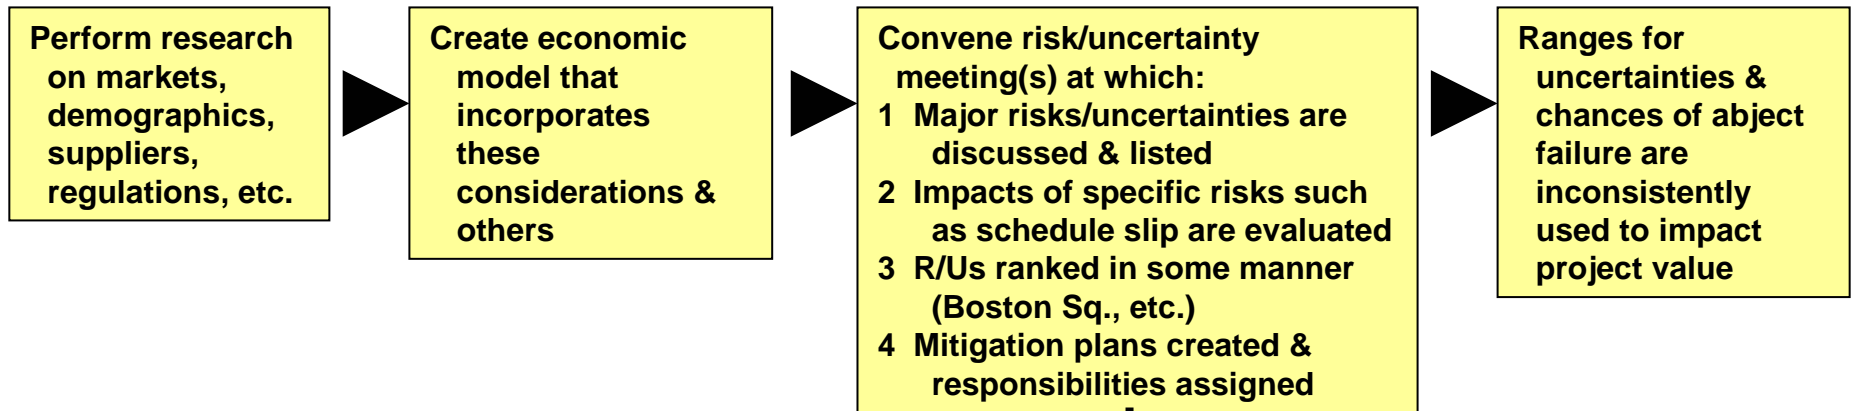 Perform research
on markets,
demographics,
suppliers,
regulations, etc.
Create economic
model that
incorporates
these
considerations &
others
Convene risk/uncertainty
meeting(s) at which:
1 Major risks/uncertainties are
discussed & listed
2 Impacts of specific risks such
as schedule slip are evaluated
3 R/Us ranked in some manner
(Boston Sq., etc.)
4 Mitigation plans created &
responsibilities assigned
Ranges for
uncertainties &
chances of abject
failure are
inconsistently
used to impact
project value